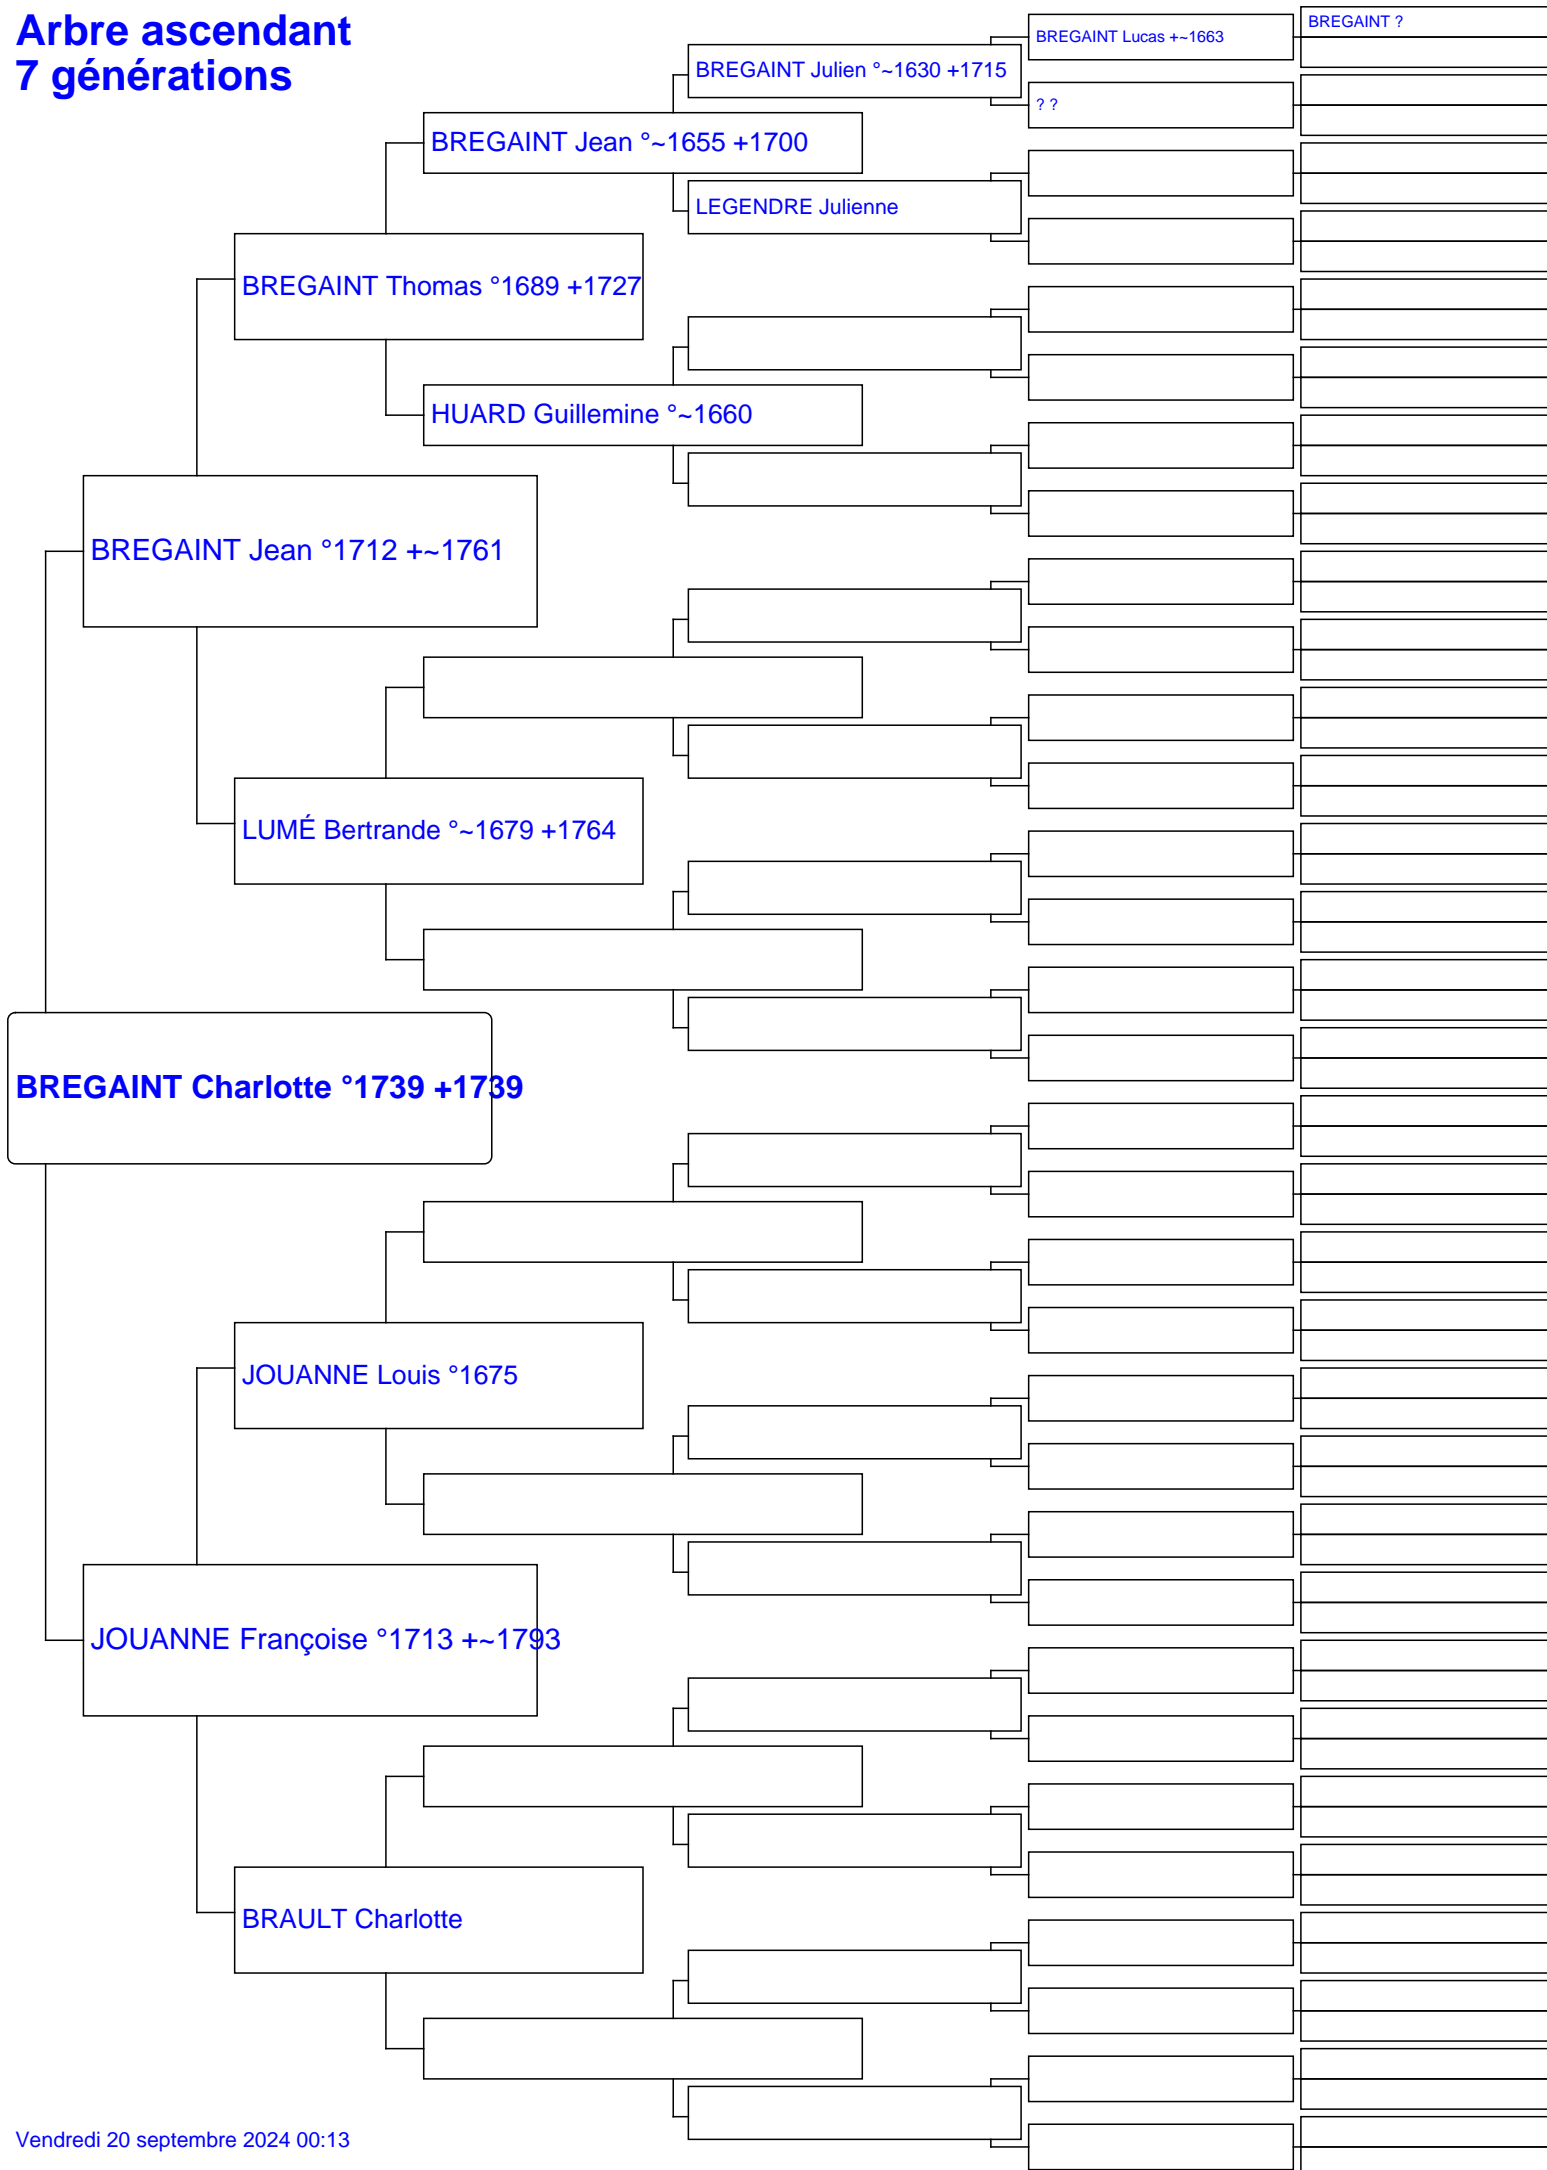 Arbre ascendant
7 générations
BREGAINT ?
BREGAINT Lucas +~1663
BREGAINT Julien °~1630 +1715
? ?
BREGAINT Jean °~1655 +1700
LEGENDRE Julienne
BREGAINT Thomas °1689 +1727
HUARD Guillemine °~1660
BREGAINT Jean °1712 +~1761
LUMÉ Bertrande °~1679 +1764
BREGAINT Charlotte °1739 +1739
JOUANNE Louis °1675
JOUANNE Françoise °1713 +~1793
BRAULT Charlotte
Vendredi 20 septembre 2024 00:13